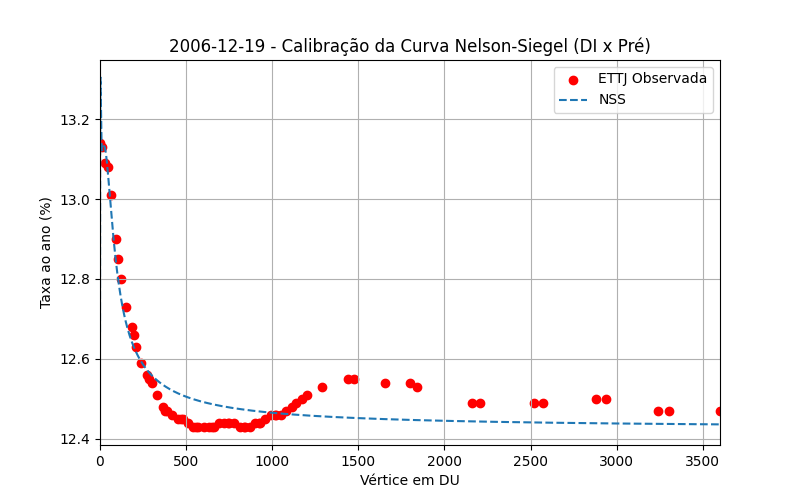 2006-12-19 - Calibração da Curva Nelson-Siegel (DI x Pré)
ETTJ Observada
NSS
13.2
13.0
12.8
12.6
12.4
Taxa ao ano (%)
0 500 1000 1500 2000 2500 3000 3500
Vértice em DU